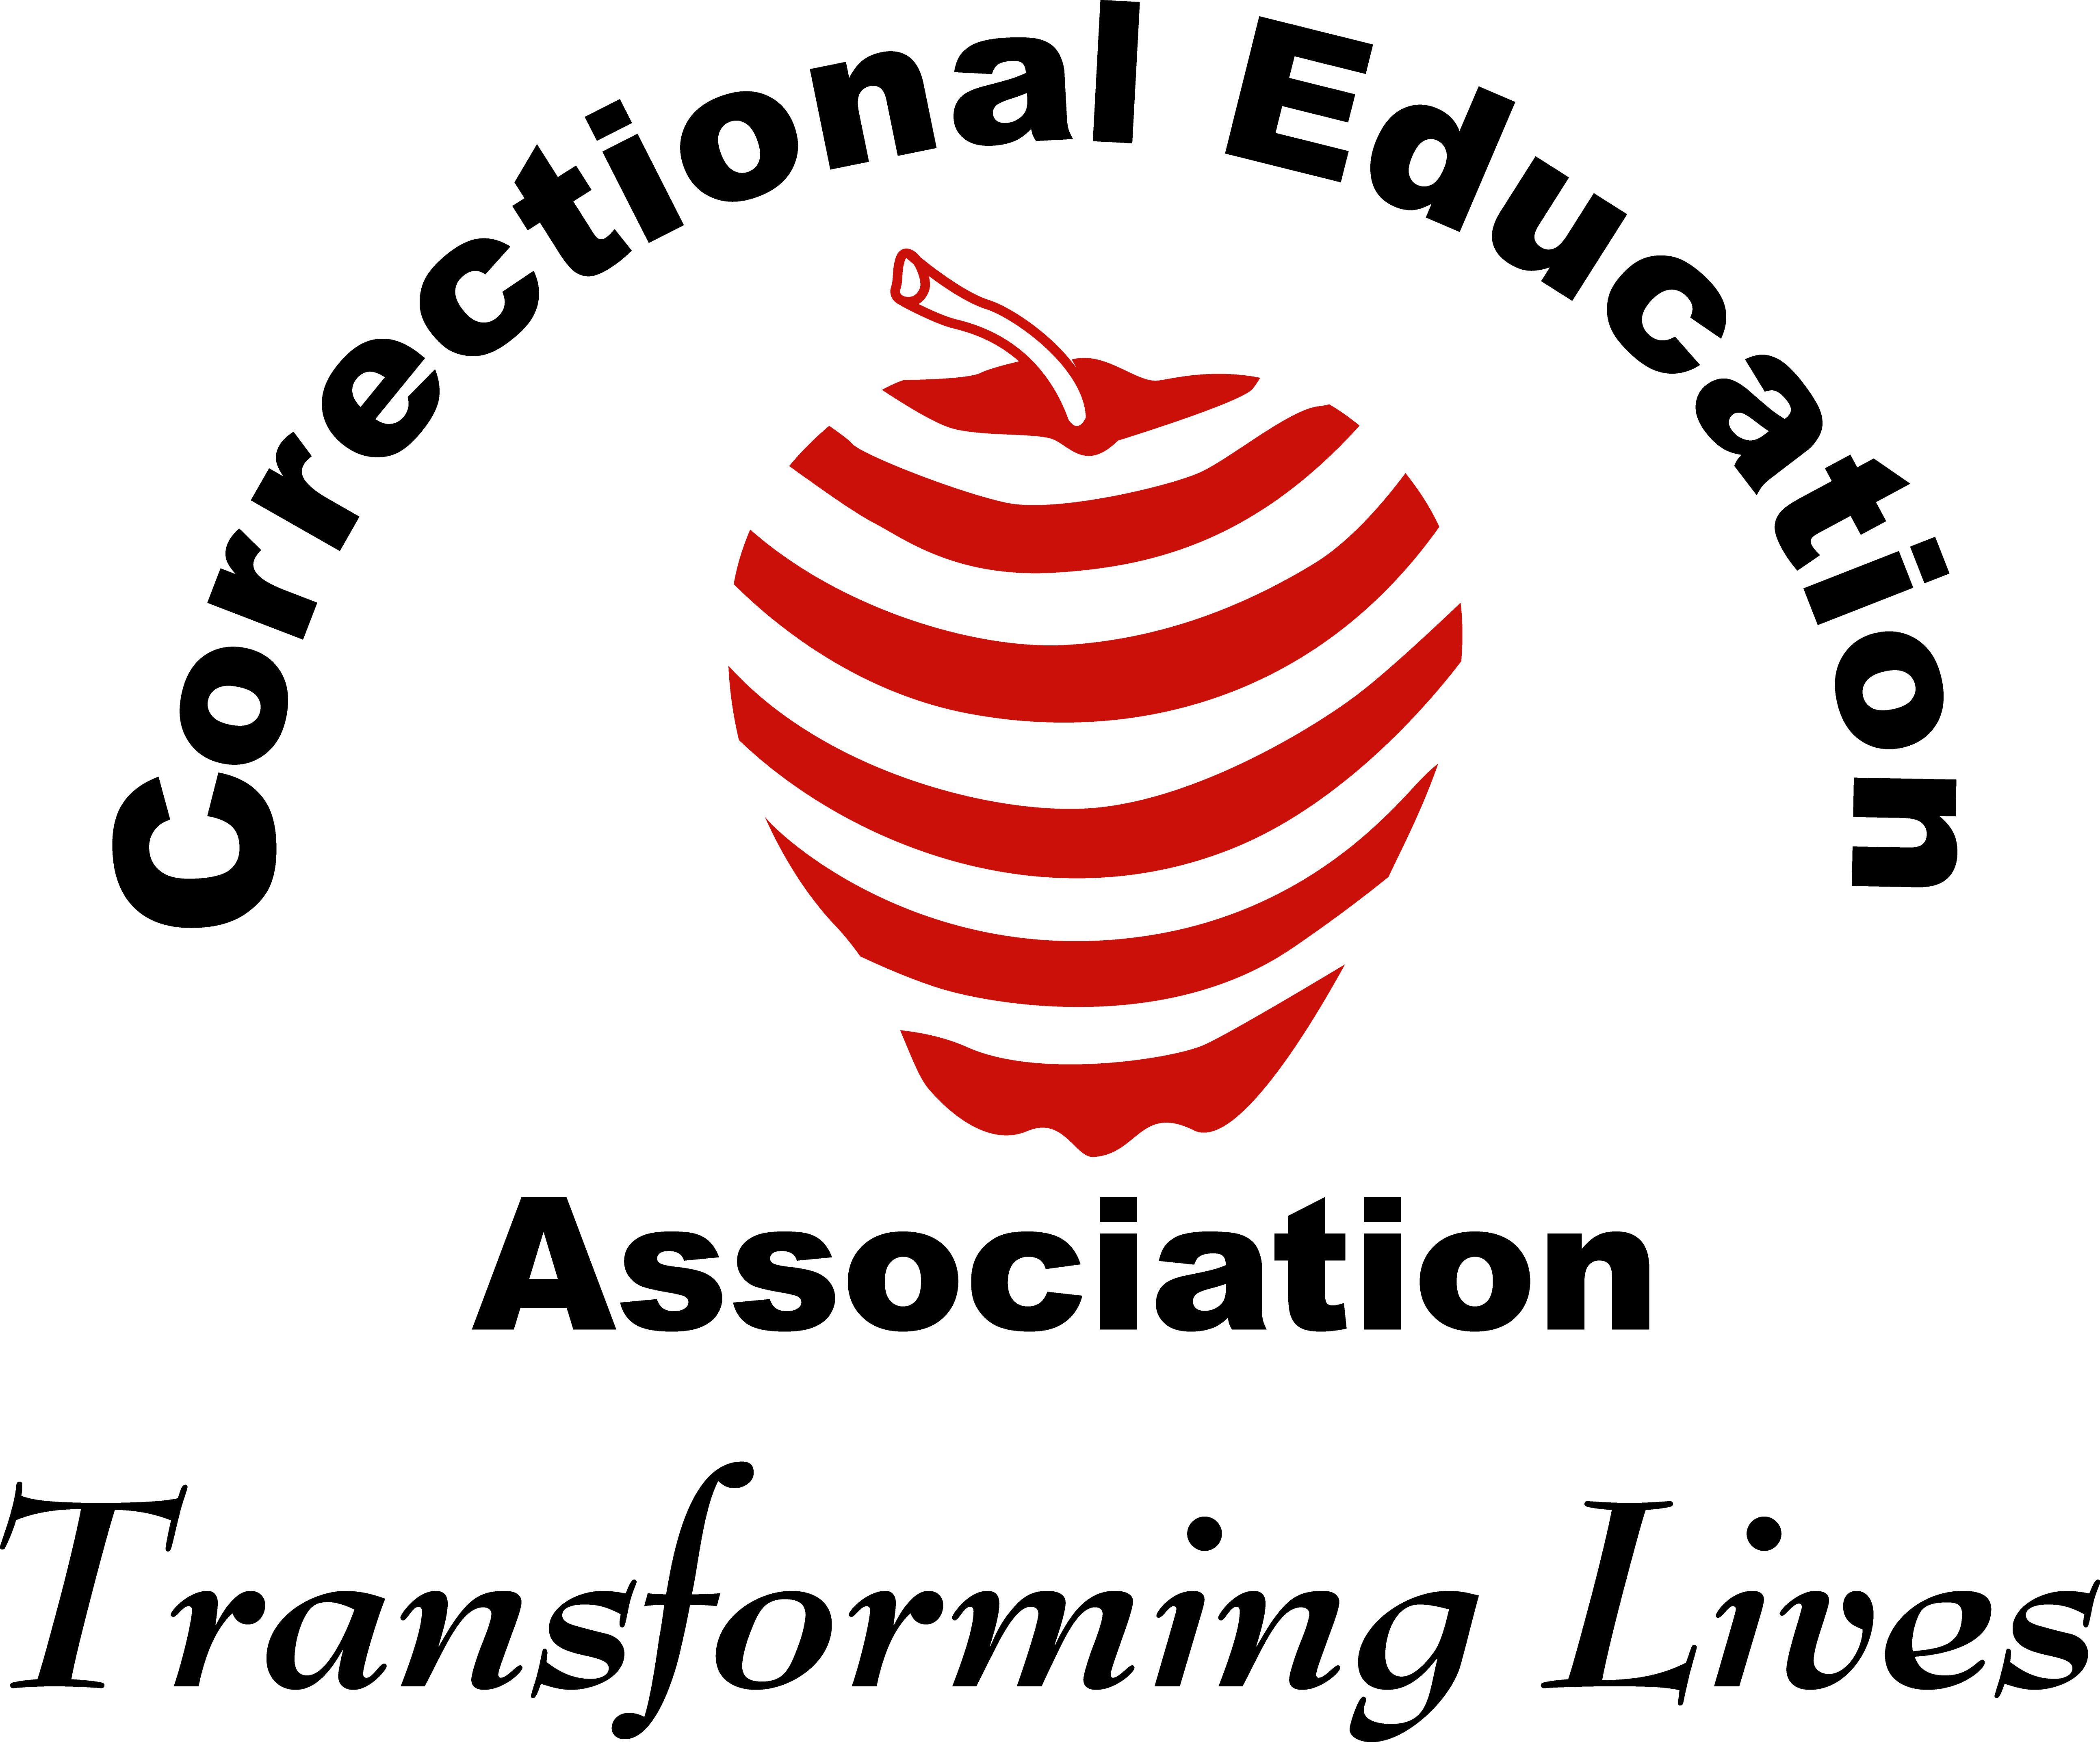 Correctional Education
Association
Transforming Lives